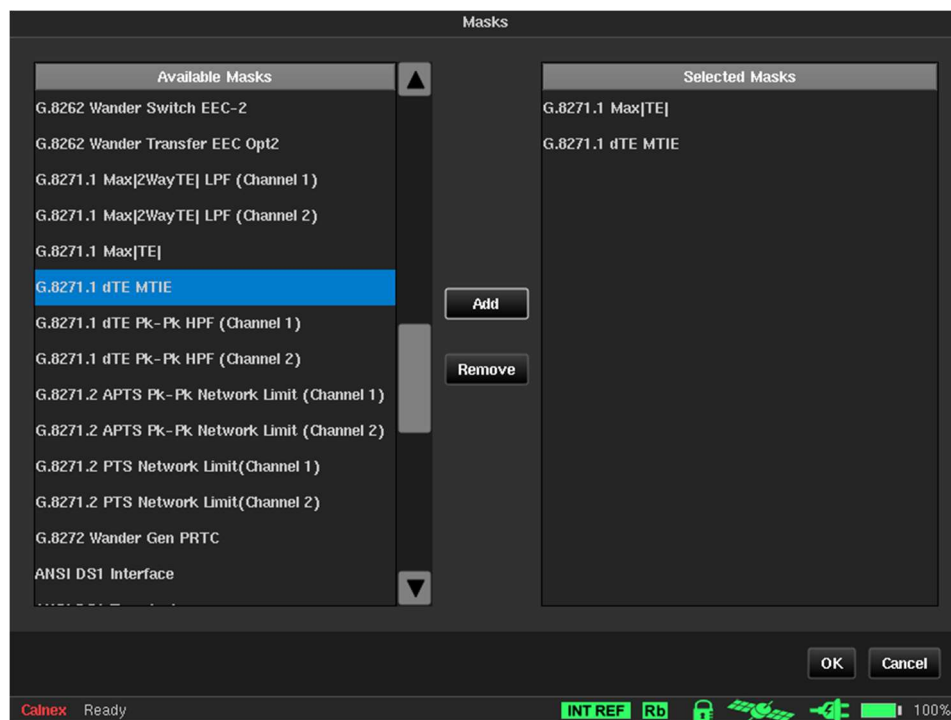 Masks
Available Masks
G.8262 Wander Switch EEC-2
G.8262 Wander Transfer EEC Opt2
G.8271.1 Max|2WayTE| LPF (Channel 1)
G.8271.1 Max|2WayTE| LPF (Channel 2)
G.8271.1 Max|TE|
G.8271.1 dTE MTIE
G.8271.1 dTE Pk-Pk HPF (Channel 1)
G.8271.1 dTE Pk-Pk HPF (Channel 2)
G.8271.2 APTS Pk-Pk Network Limit (Channel 1)
G.8271.2 APTS Pk-Pk Network Limit (Channel 2)
G.8271.2 PTS Network Limit(Channel 1)
G.8271.2 PTS Network Limit(Channel 2)
G.8272 Wander Gen PRTC
ANSI DS1 Interface
Add
Remove
Selected Masks
G.8271.1 Max|TE|
G.8271.1 dTE MTIE
OK
Cancel
Calnex Ready
INT REF Rb 100%